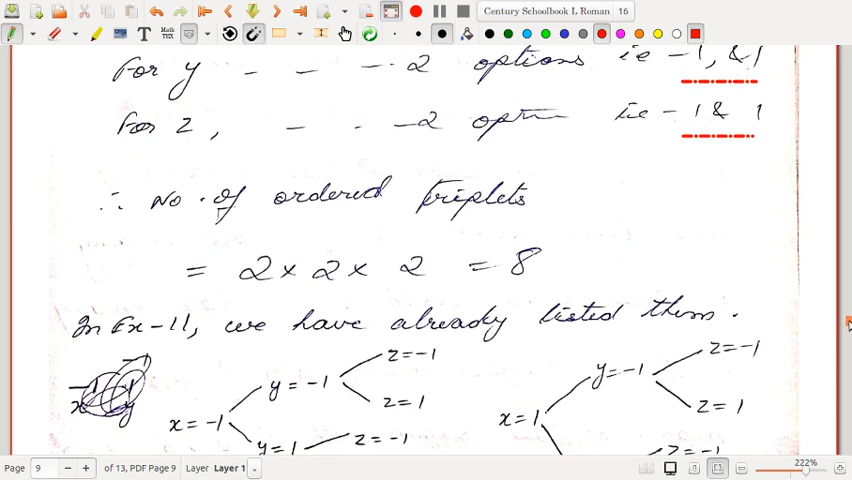 Century Schoolbook L Roman 16
For y - - - 2 options ie -1, & 1
For z, - - - 2 option ie -1 & 1
∴ No. of ordered triplets
= 2 × 2 × 2 = 8
In Ex-11, we have already listed them.
z = -1 z = -1
y = -1 y = -1
z = 1 z = 1
x = -1 x = 1
y = 1 z = -1 z = -1
Page 9 of 13, PDF Page 9 Layer Layer 1 222%